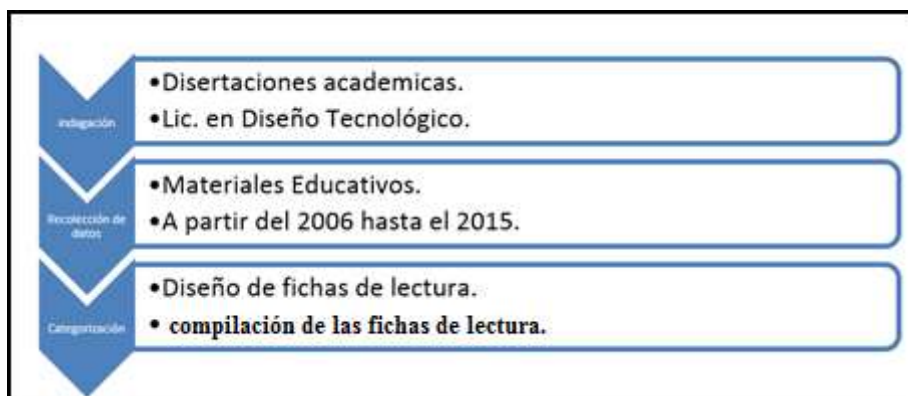 Indagación
•Disertaciones academicas.
•Lic. en Diseño Tecnológico.
Recolección de
datos
•Materiales Educativos.
•A partir del 2006 hasta el 2015.
Categorización
•Diseño de fichas de lectura.
• compilación de las fichas de lectura.